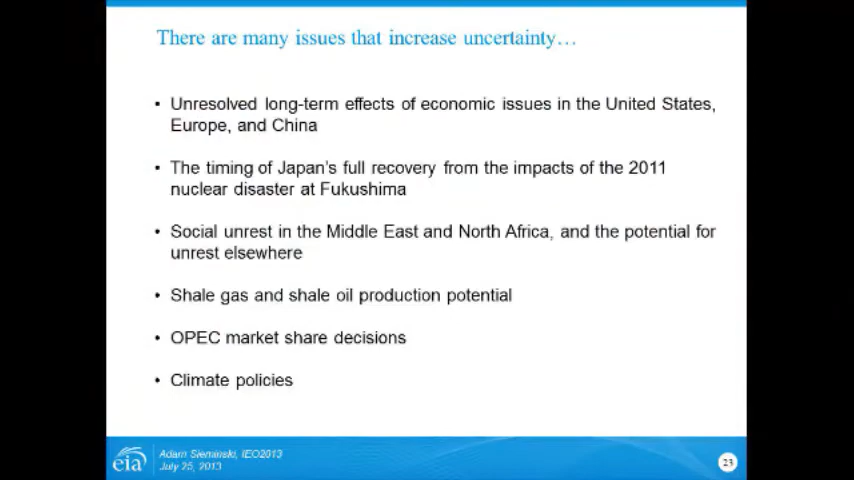 There are many issues that increase uncertainty…
• Unresolved long-term effects of economic issues in the United States,
Europe, and China
• The timing of Japan's full recovery from the impacts of the 2011
nuclear disaster at Fukushima
• Social unrest in the Middle East and North Africa, and the potential for
unrest elsewhere
• Shale gas and shale oil production potential
• OPEC market share decisions
• Climate policies
eia
Adam Sieminski, IEO2013
July 25, 2013
23